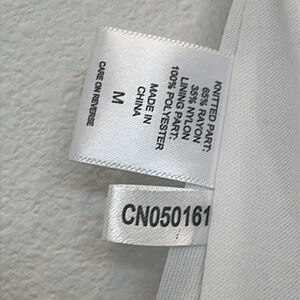 KNITTED PART:
65% RAYON
35% NYLON
LINING PART:
100% POLYESTER
MADE IN
CHINA
M
CARE ON REVERSE
CN050161